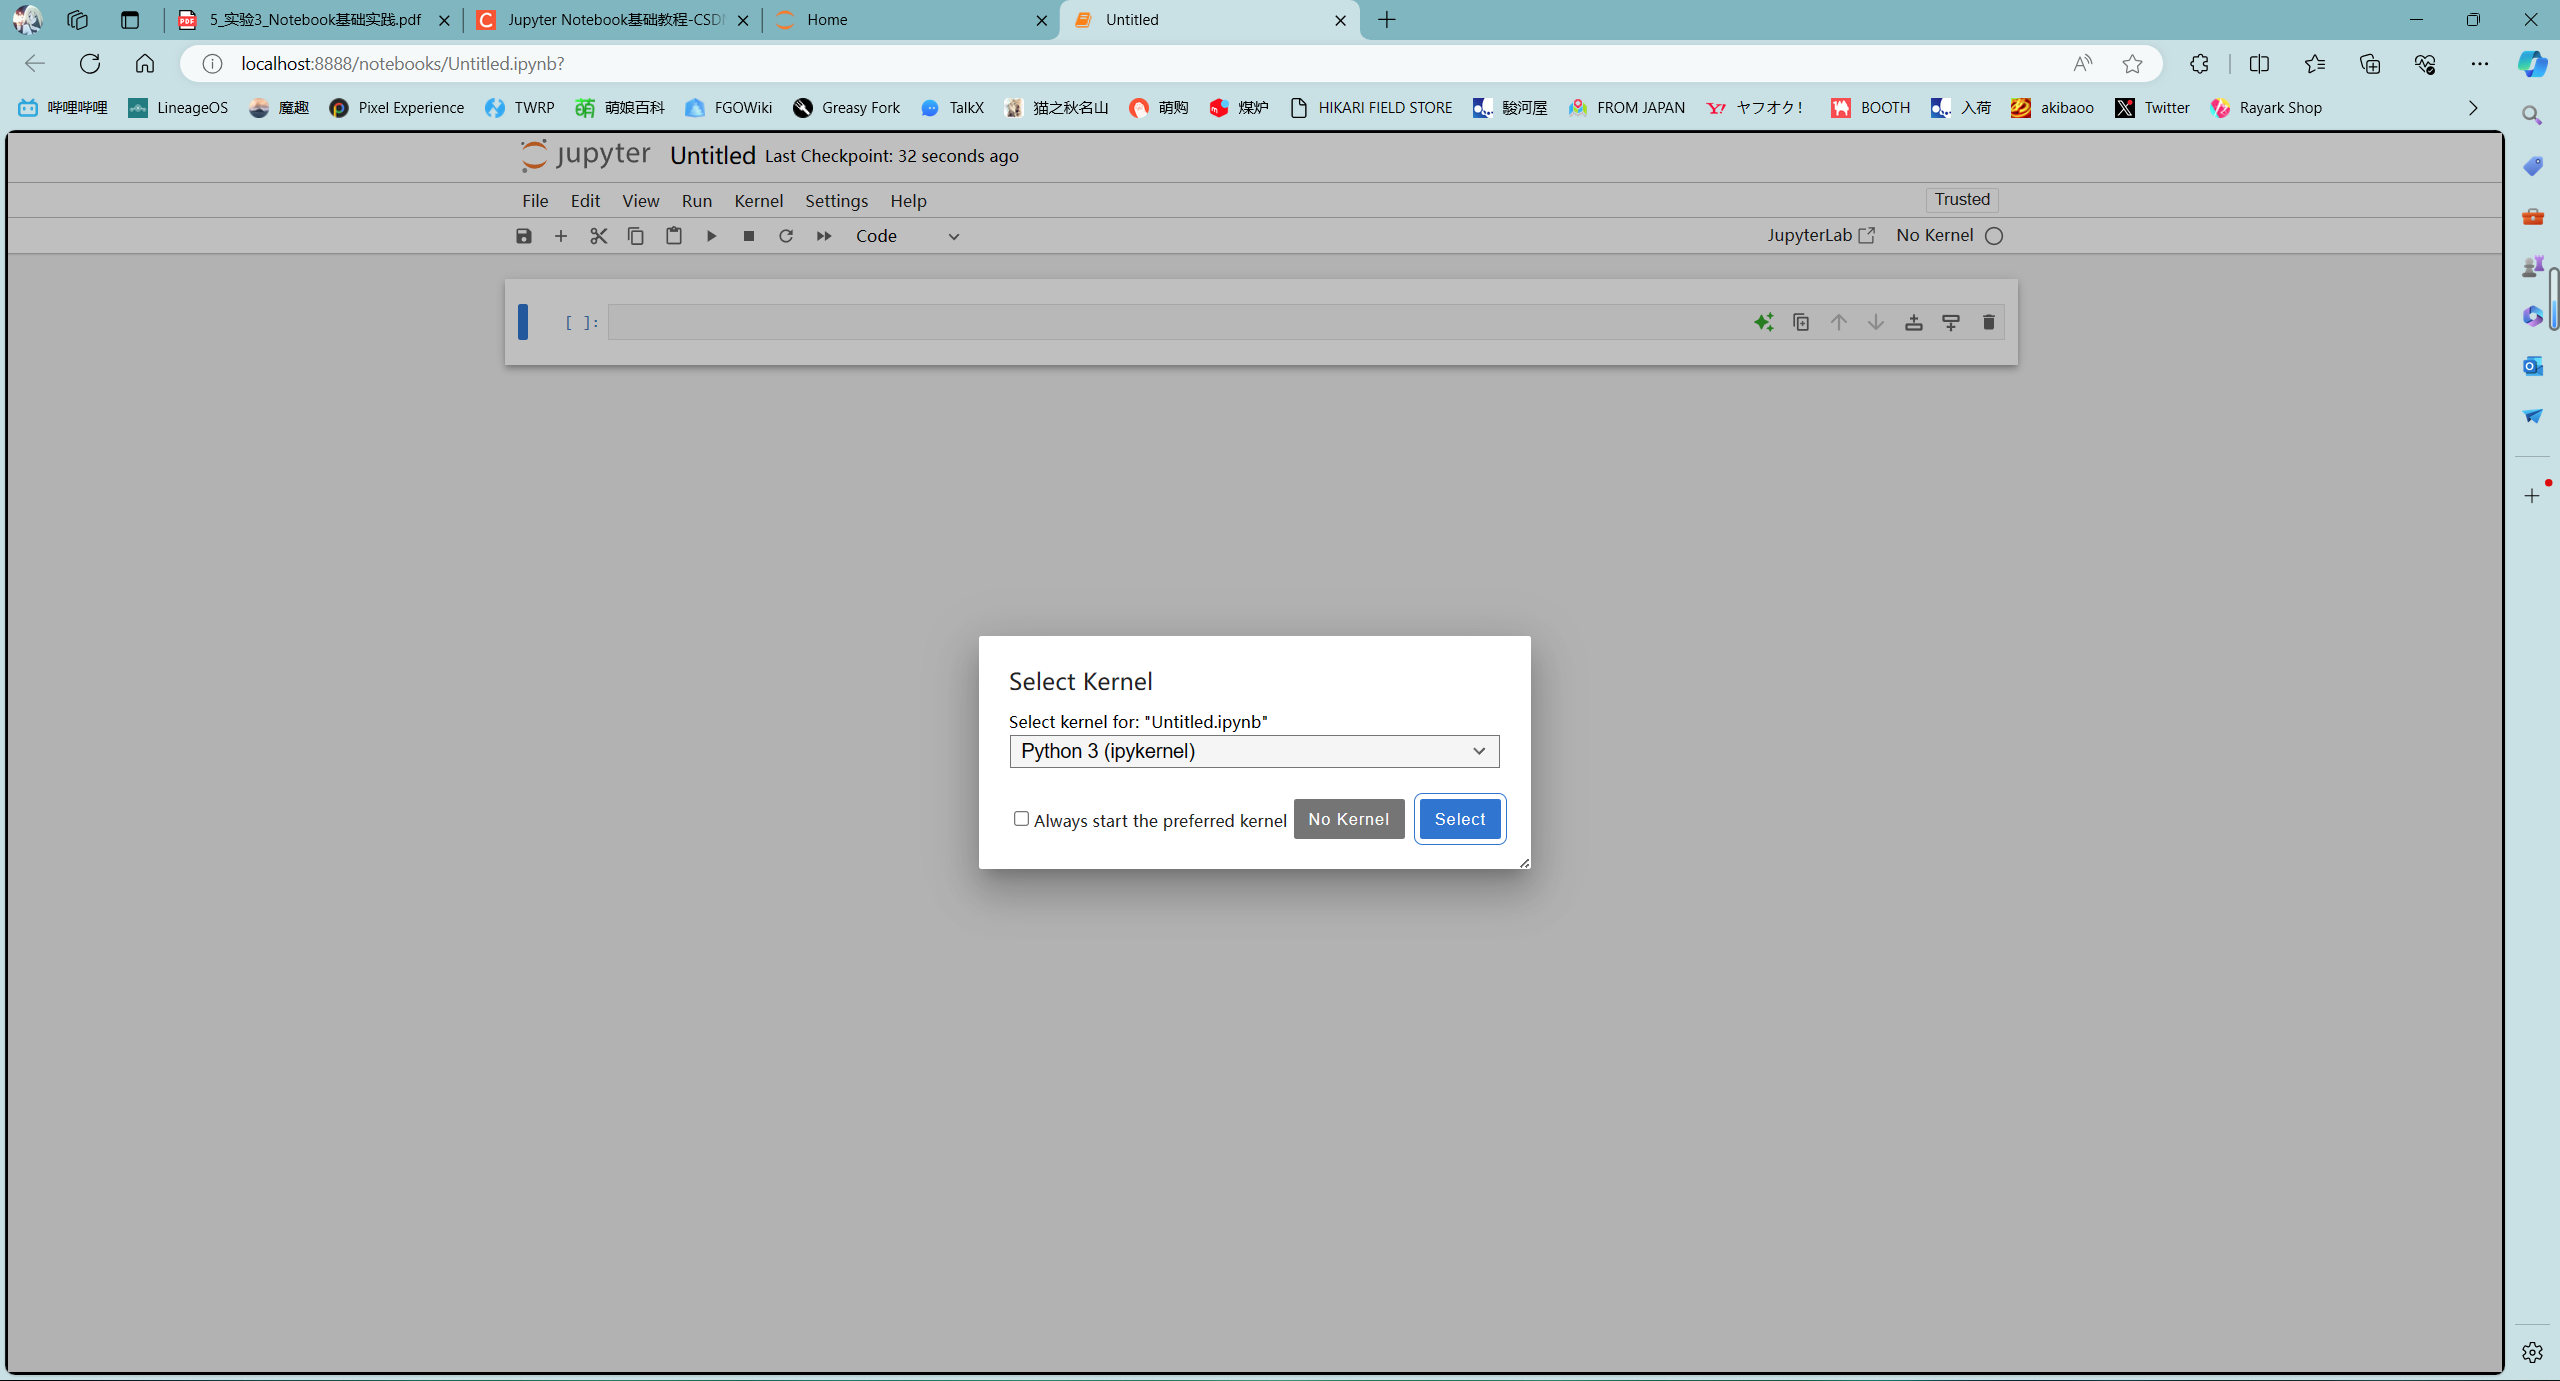 5_实验3_Notebook基础实践.pdf
Jupyter Notebook基础教程-CSD
Home
Untitled
localhost:8888/notebooks/Untitled.ipynb?
哔哩哔哩
LineageOS
魔趣
Pixel Experience
TWRP
萌娘百科
FGOWiki
Greasy Fork
TalkX
猫之秋名山
萌购
煤炉
HIKARI FIELD STORE
駿河屋
FROM JAPAN
ヤフオク！
BOOTH
入荷
akibaoo
Twitter
Rayark Shop
jupyter Untitled Last Checkpoint: 32 seconds ago
File Edit View Run Kernel Settings Help Trusted
Code JupyterLab No Kernel
[ ]:
Select Kernel
Select kernel for: "Untitled.ipynb"
Python 3 (ipykernel)
Always start the preferred kernel No Kernel Select